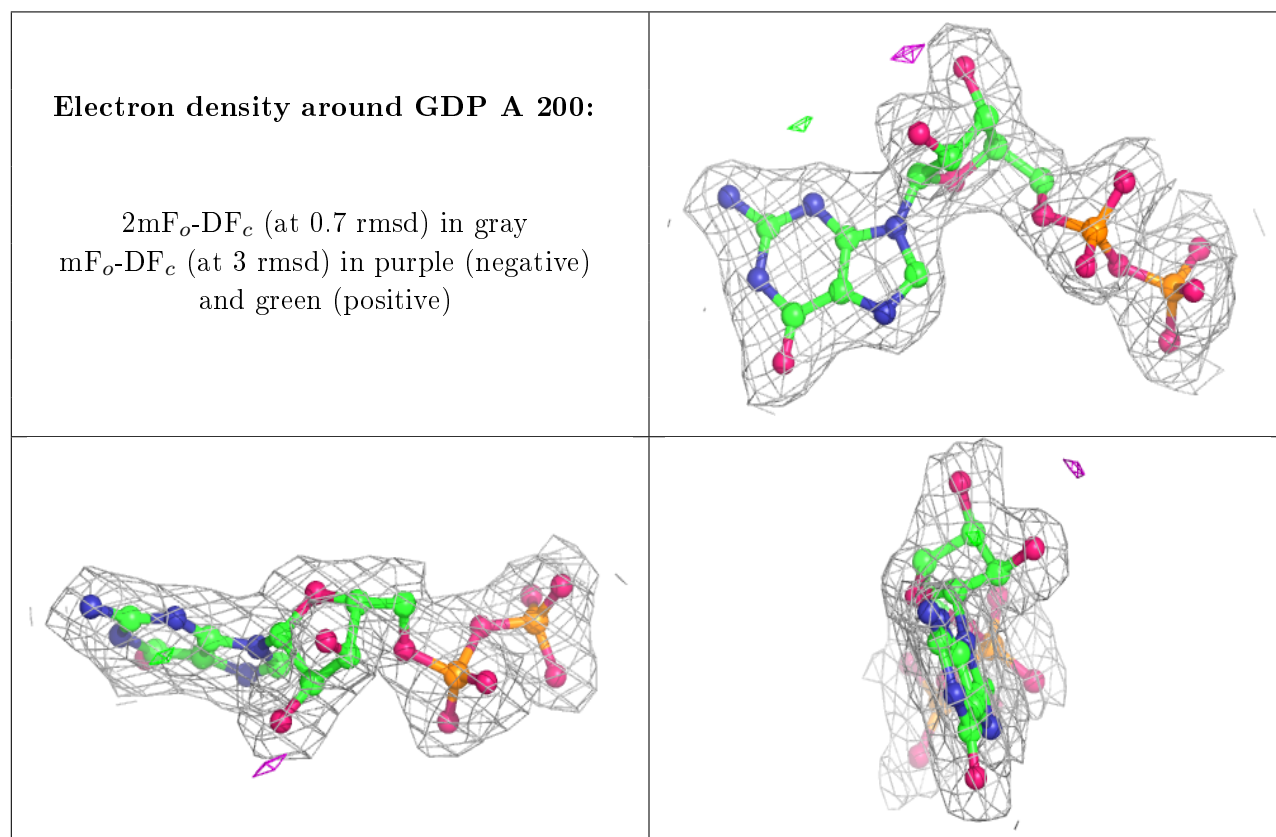 Electron density around GDP A 200:
2mFo-DFc (at 0.7 rmsd) in gray
mFo-DFc (at 3 rmsd) in purple (negative)
and green (positive)